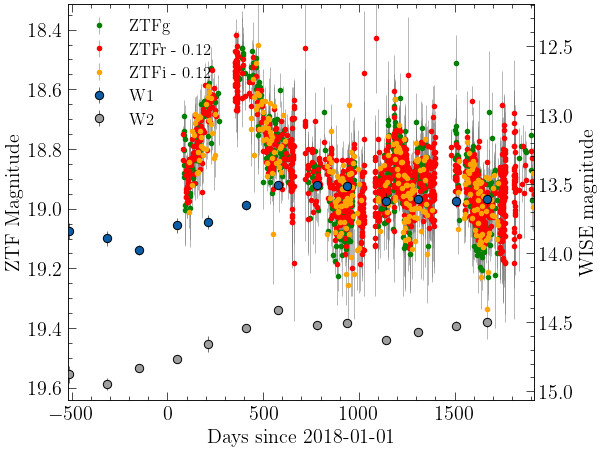 ZTFg
ZTFr - 0.12
ZTFi - 0.12
W1
W2
18.4
18.6
18.8
19.0
19.2
19.4
19.6
ZTF Magnitude
12.5
13.0
13.5
14.0
14.5
15.0
WISE magnitude
−500
0
500
1000
1500
Days since 2018-01-01